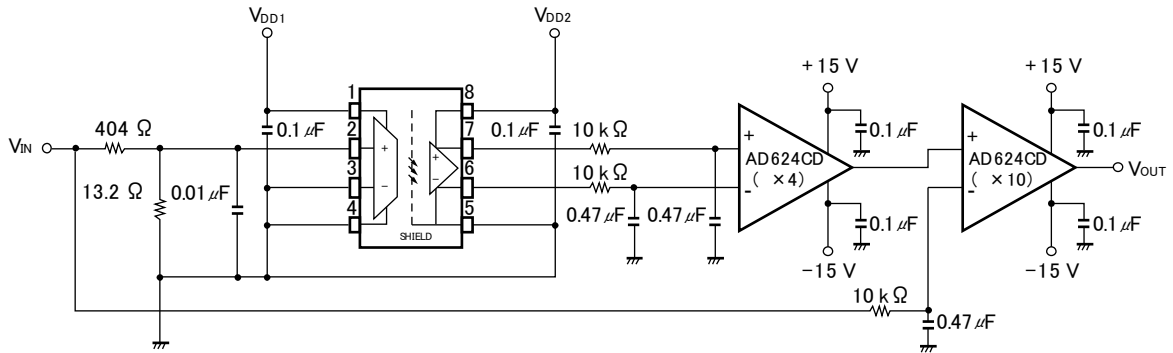 VDD1
VDD2
+15 V
+15 V
1
8
VIN
404 Ω
0.1 μF
2
+
+
−
7
0.1 μF
10 k Ω
+
AD624CD
( ×4)
-
0.1 μF
+
AD624CD
( ×10)
-
0.1 μF
VOUT
13.2 Ω
0.01 μF
3
−
6
10 k Ω
4
5
SHIELD
0.47 μF
0.47 μF
0.1 μF
0.1 μF
−15 V
−15 V
10 k Ω
0.47 μF